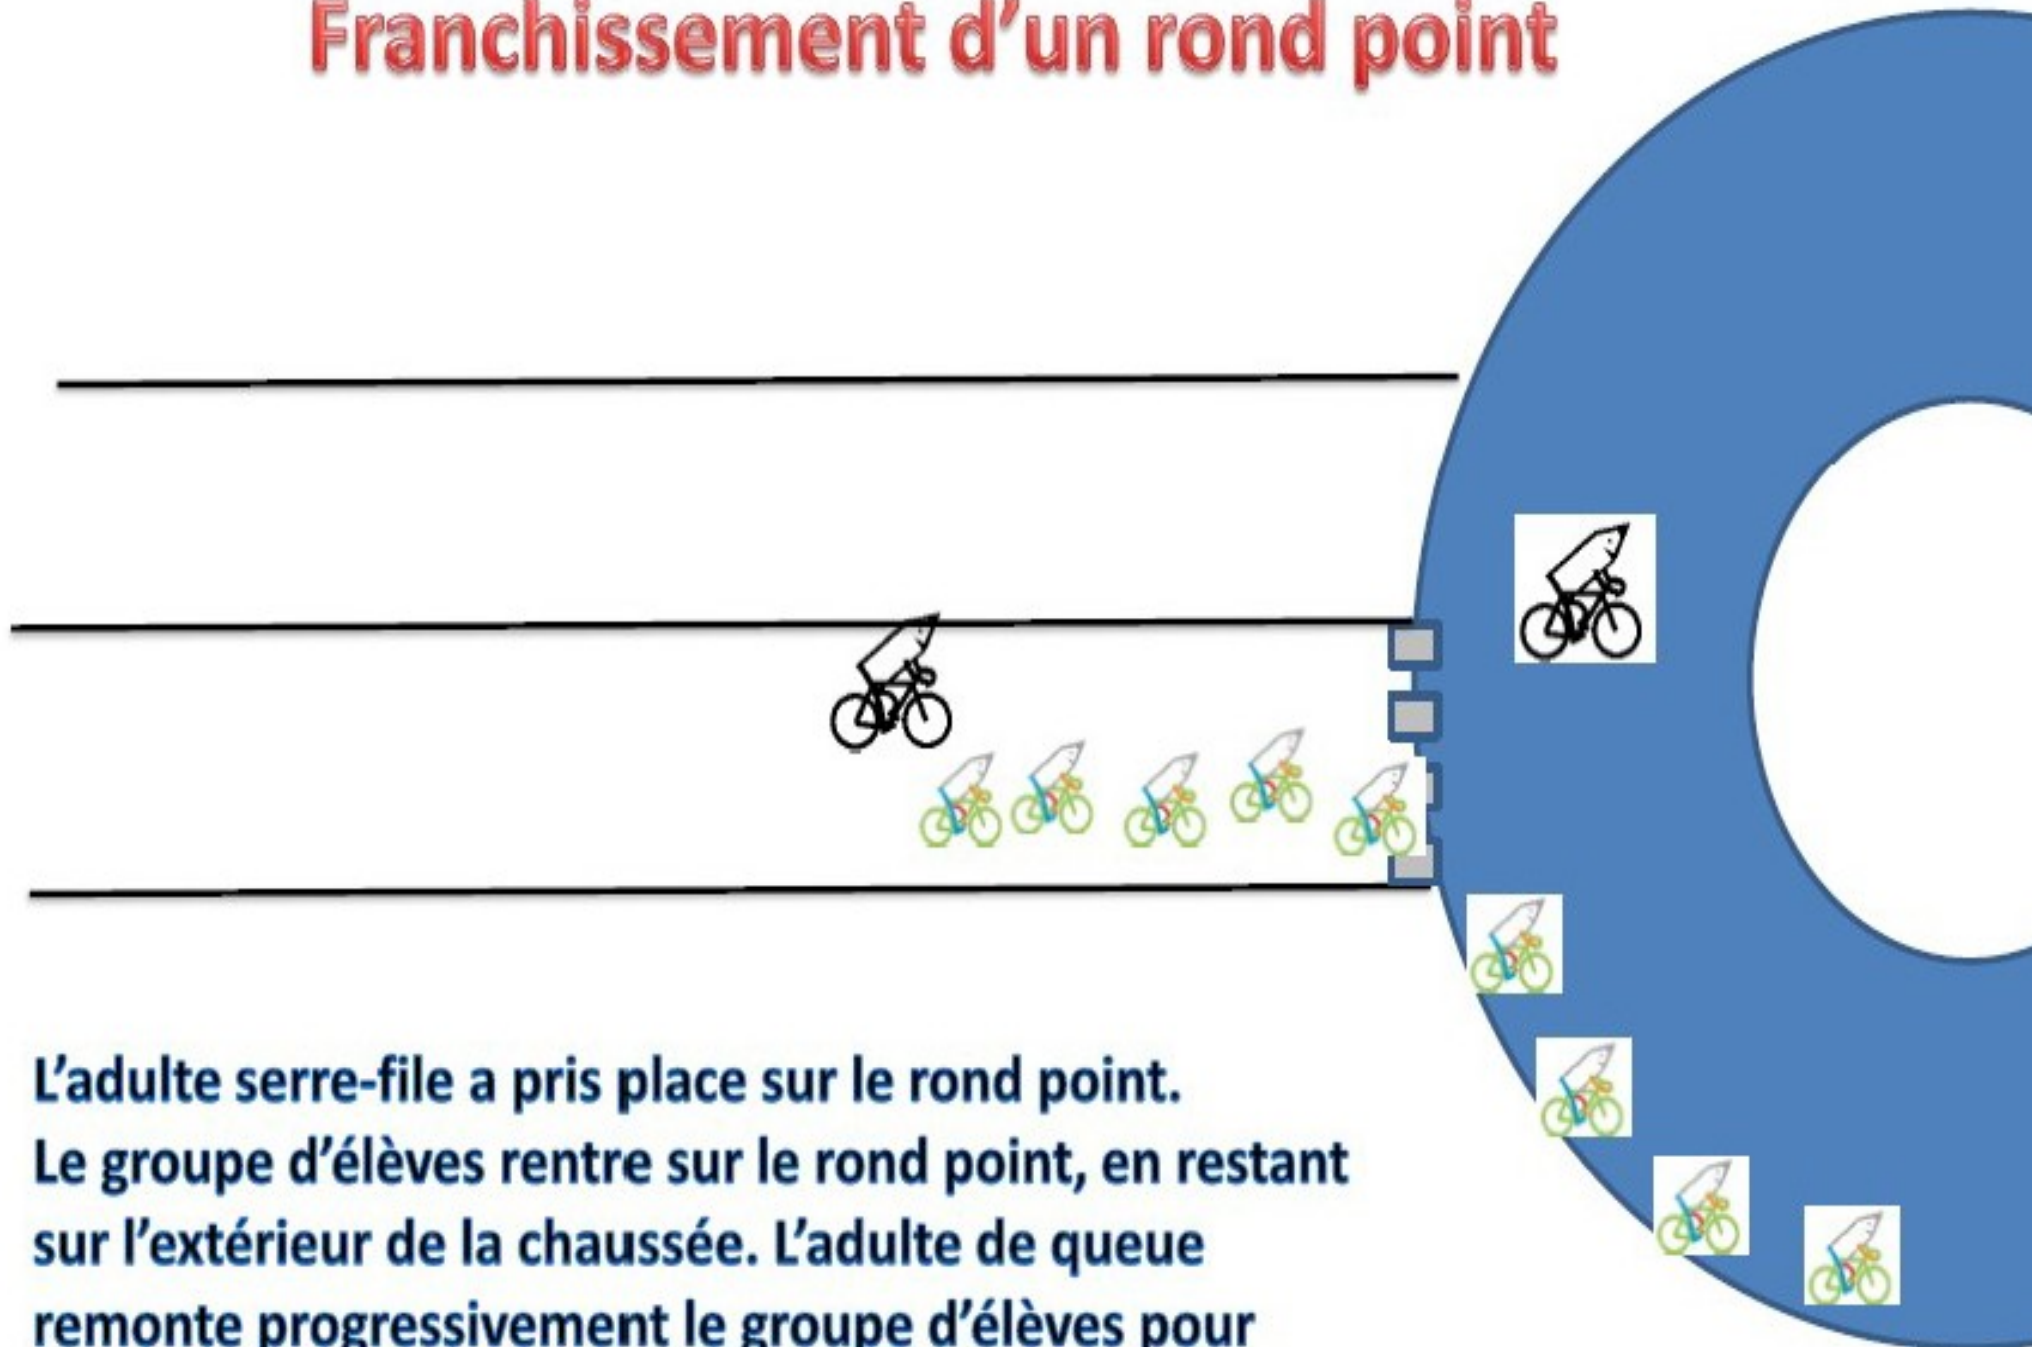 Franchissement d'un rond point
L'adulte serre-file a pris place sur le rond point.
Le groupe d'élèves rentre sur le rond point, en restant
sur l'extérieur de la chaussée. L'adulte de queue
remonte progressivement le groupe d'élèves pour